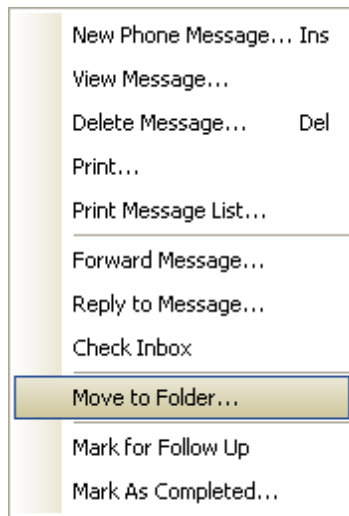 New Phone Message... Ins
View Message...
Delete Message... Del
Print...
Print Message List...
Forward Message...
Reply to Message...
Check Inbox
Move to Folder...
Mark for Follow Up
Mark As Completed...